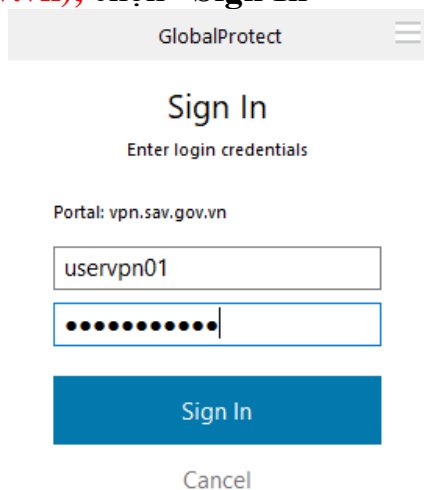 GlobalProtect
Sign In
Enter login credentials
Portal: vpn.sav.gov.vn
uservpn01
●●●●●●●●●●●
Sign In
Cancel